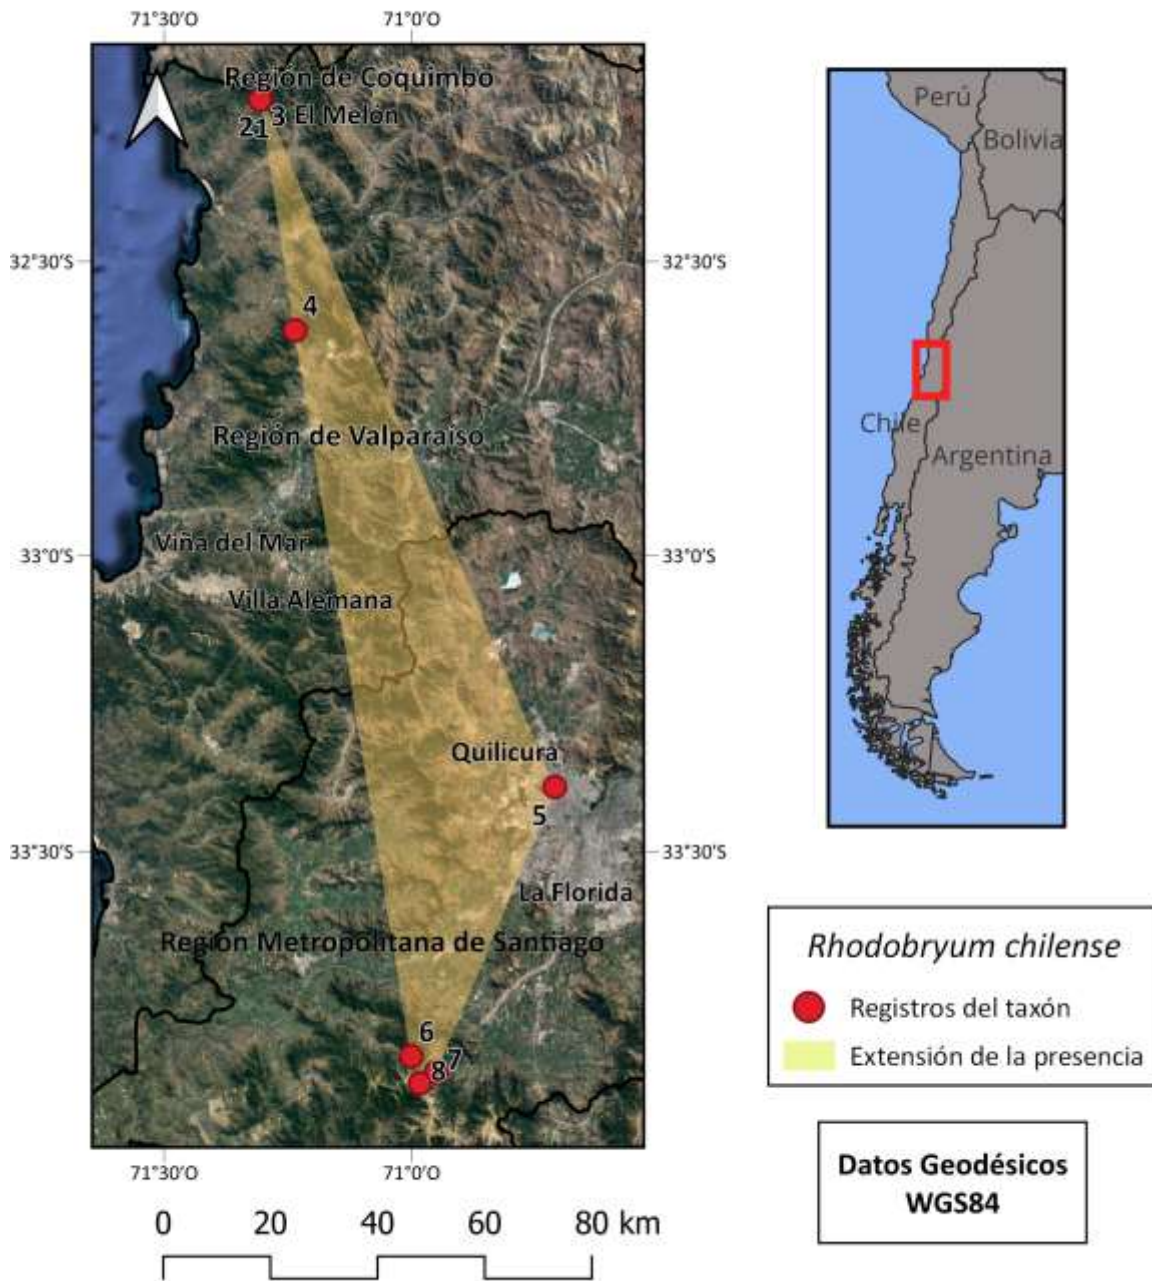 71°30'O 71°0'O
Región de Coquimbo
3 El Melón
21
32°30'S 32°30'S
4
Región de Valparaíso
33°0'S 33°0'S
Viña del Mar
Villa Alemana
Quilicura
5
33°30'S 33°30'S
La Florida
Región Metropolitana de Santiago
6
7
8
71°30'O 71°0'O
0 20 40 60 80 km
Perú
Bolivia
Chile
Argentina
Rhodobryum chilense
Registros del taxón
Extensión de la presencia
Datos Geodésicos
WGS84